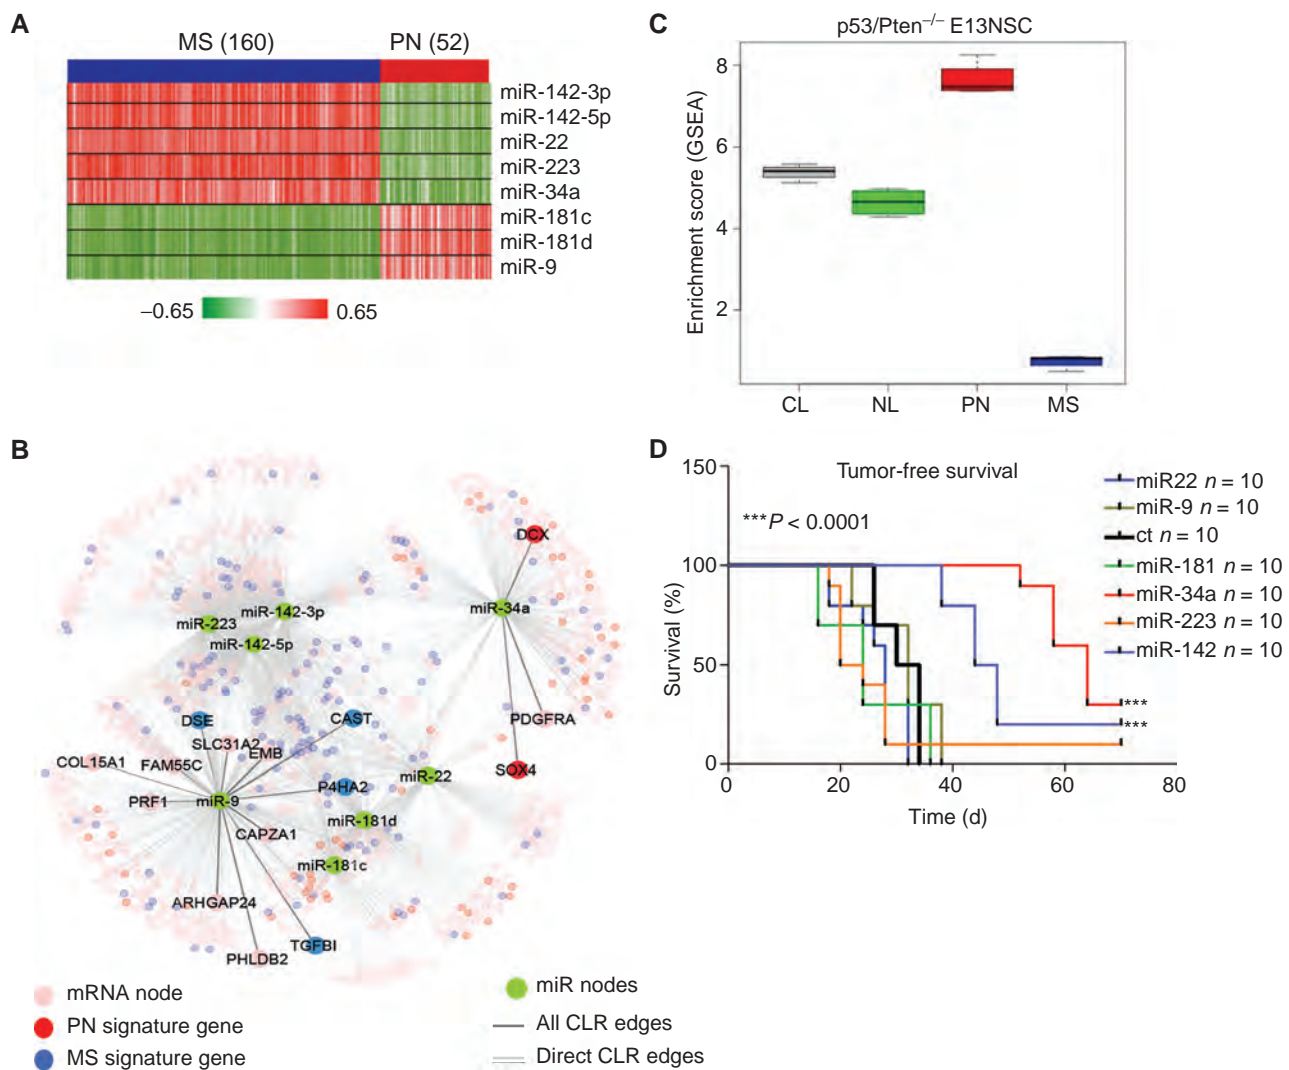 A
MS (160)
PN (52)
miR-142-3p
miR-142-5p
miR-22
miR-223
miR-34a
miR-181c
miR-181d
miR-9
−0.65
0.65
C
p53/Pten−/− E13NSC
Enrichment score (GSEA)
8
6
4
2
CL
NL
PN
MS
B
DCX
miR-34a
miR-142-3p
miR-223
miR-142-5p
PDGFRA
DSE
CAST
SLC31A2
EMB
COL15A1
FAM55C
SOX4
miR-22
P4HA2
PRF1
miR-9
miR-181d
CAPZA1
miR-181c
ARHGAP24
TGFBI
PHLDB2
mRNA node
PN signature gene
MS signature gene
miR nodes
All CLR edges
Direct CLR edges
D
Tumor-free survival
***P < 0.0001
Survival (%)
150
100
50
0
0
20
40
60
80
Time (d)
***
***
miR22 n = 10
miR-9 n = 10
ct n = 10
miR-181 n = 10
miR-34a n = 10
miR-223 n = 10
miR-142 n = 10